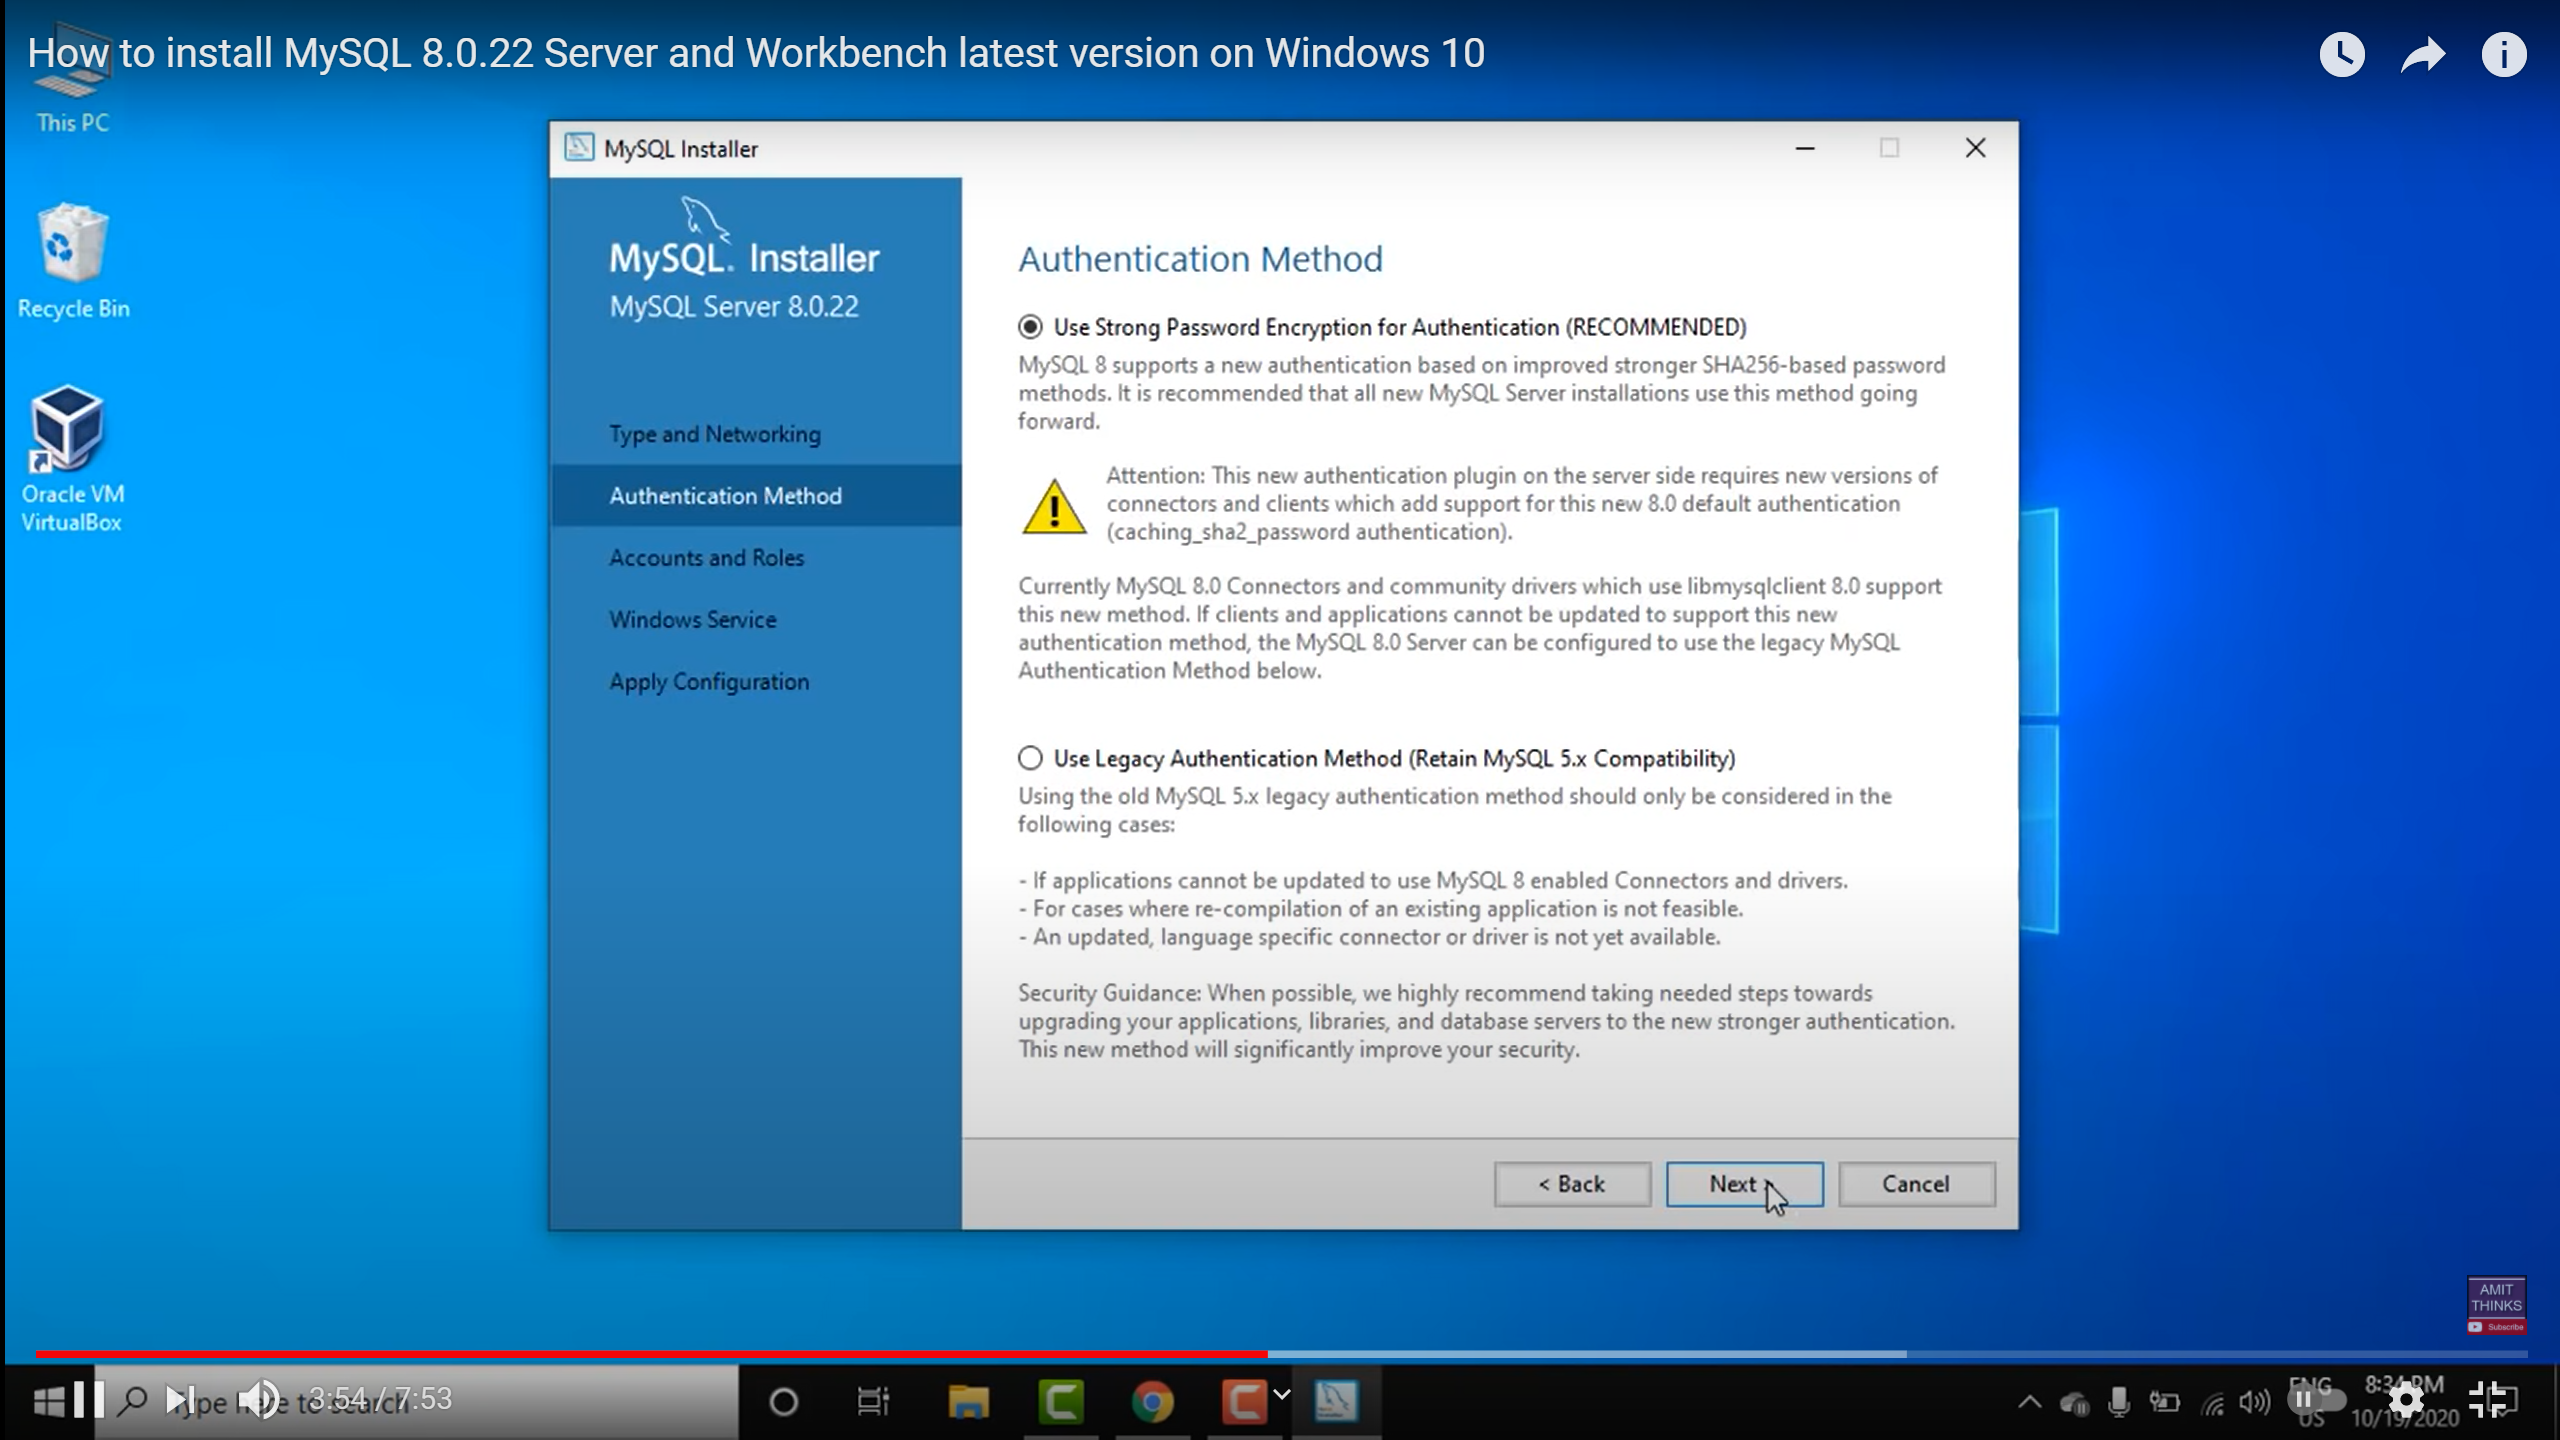 How to install MySQL 8.0.22 Server and Workbench latest version on Windows 10
This PC
Recycle Bin
Oracle VM
VirtualBox
MySQL Installer
MySQL. Installer
MySQL Server 8.0.22
Type and Networking
Authentication Method
Accounts and Roles
Windows Service
Apply Configuration
Authentication Method
Use Strong Password Encryption for Authentication (RECOMMENDED)
MySQL 8 supports a new authentication based on improved stronger SHA256-based password
methods. It is recommended that all new MySQL Server installations use this method going
forward.
Attention: This new authentication plugin on the server side requires new versions of
connectors and clients which add support for this new 8.0 default authentication
(caching_sha2_password authentication).
Currently MySQL 8.0 Connectors and community drivers which use libmysqlclient 8.0 support
this new method. If clients and applications cannot be updated to support this new
authentication method, the MySQL 8.0 Server can be configured to use the legacy MySQL
Authentication Method below.
Use Legacy Authentication Method (Retain MySQL 5.x Compatibility)
Using the old MySQL 5.x legacy authentication method should only be considered in the
following cases:
- If applications cannot be updated to use MySQL 8 enabled Connectors and drivers.
- For cases where re-compilation of an existing application is not feasible.
- An updated, language specific connector or driver is not yet available.
Security Guidance: When possible, we highly recommend taking needed steps towards
upgrading your applications, libraries, and database servers to the new stronger authentication.
This new method will significantly improve your security.
< Back
Next >
Cancel
AMIT
THINKS
Subscribe
Type here to search
3:54 / 7:53
ENG
US
8:34 PM
10/19/2020